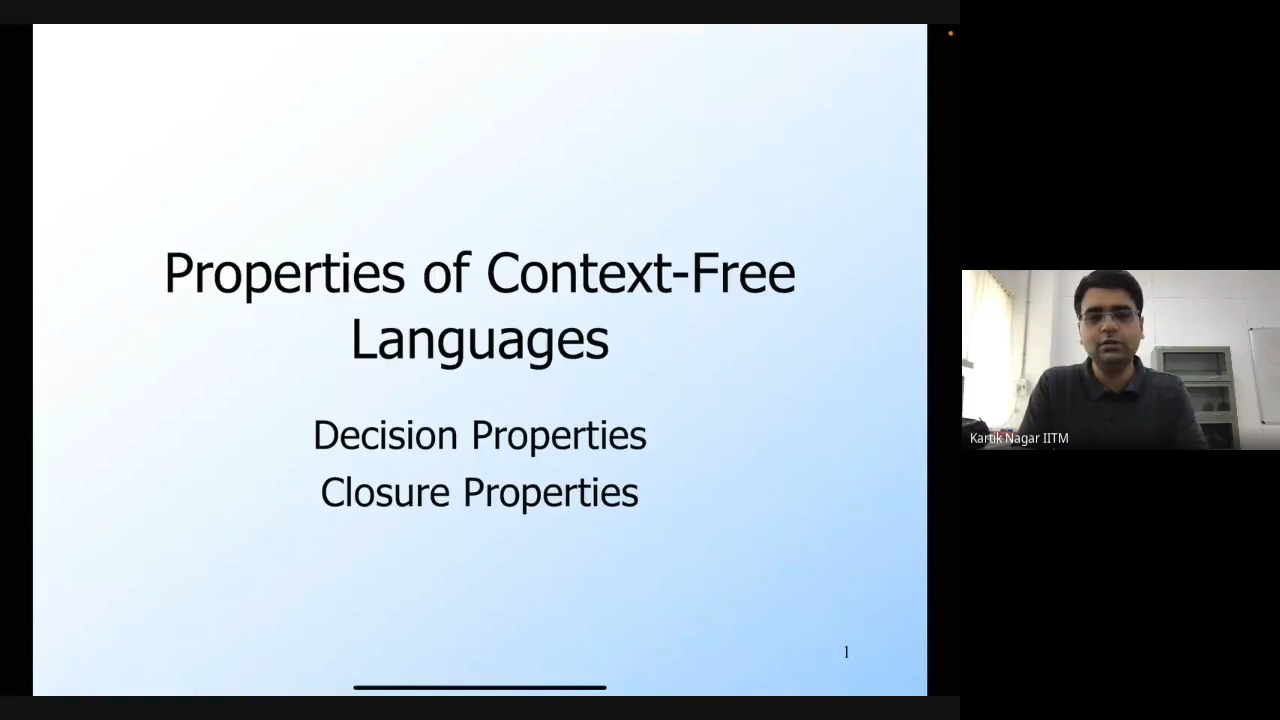 Properties of Context-Free
Languages
Decision Properties
Closure Properties
1
Kartik Nagar IITM